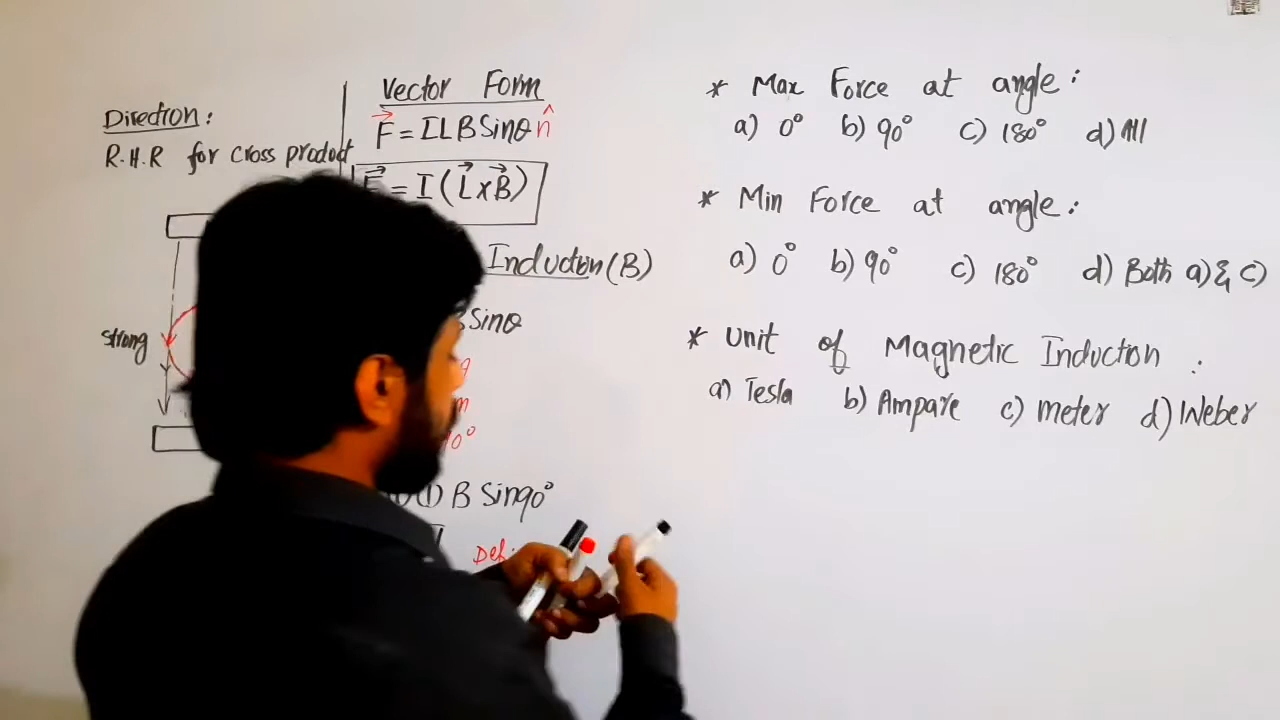 Direction:
R.H.R for cross product
strong
Vector Form
F = ILBSinθ n̂
= I(L⃗xB⃗)
Induction (B)
Sinθ
B Sin90°
* Max Force at angle:
a) 0° b) 90° c) 180° d) All
* Min Force at angle:
a) 0° b) 90° c) 180° d) Both a) & c)
* Unit of Magnetic Induction :
a) Tesla b) Ampare c) meter d) Weber